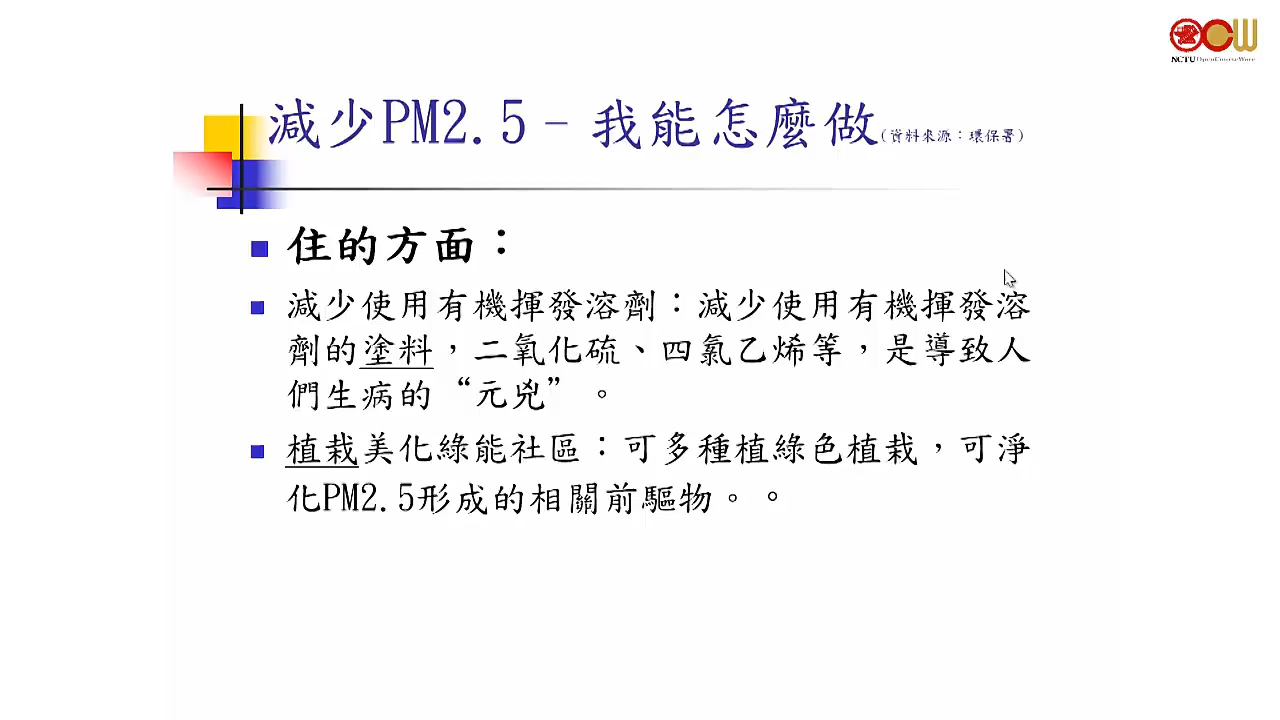 OCW
NCTU OpenCourseWare
減少PM2.5–我能怎麼做(資料來源：環保署)
住的方面：
減少使用有機揮發溶劑：減少使用有機揮發溶
劑的塗料，二氧化硫、四氯乙烯等，是導致人
們生病的“元兇”。
植栽美化綠能社區：可多種植綠色植栽，可淨
化PM2.5形成的相關前驅物。。